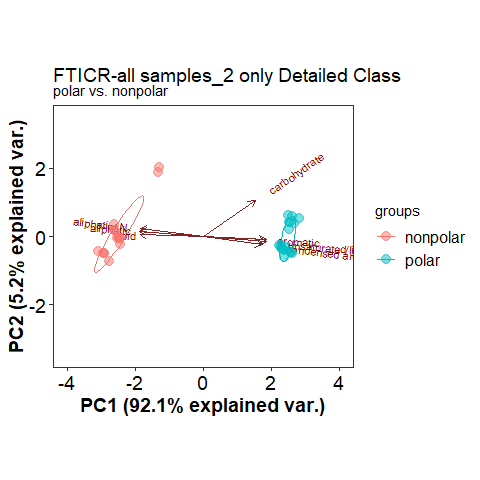 FTICR-all samples_2 only Detailed Class
polar vs. nonpolar
PC2 (5.2% explained var.)
2
0
-2
carbohydrate
aromatic
groups
nonpolar
polar
-4
-2
0
2
4
PC1 (92.1% explained var.)